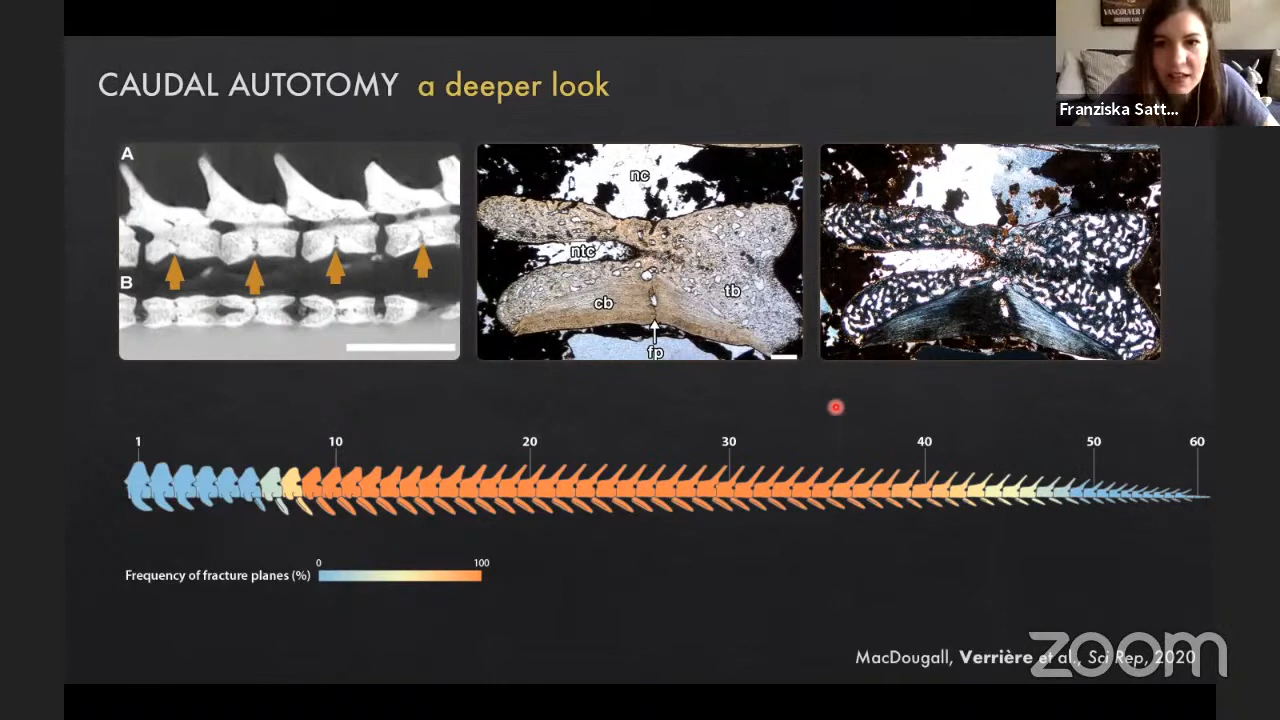 CAUDAL AUTOTOMY a deeper look
VANCOUVER
Franziska Satt...
A
B
nc
ntc
cb
tb
fp
1 10 20 30 40 50 60
0 100
Frequency of fracture planes (%)
MacDougall, Verrière et al., Sci Rep, 2020
zoom